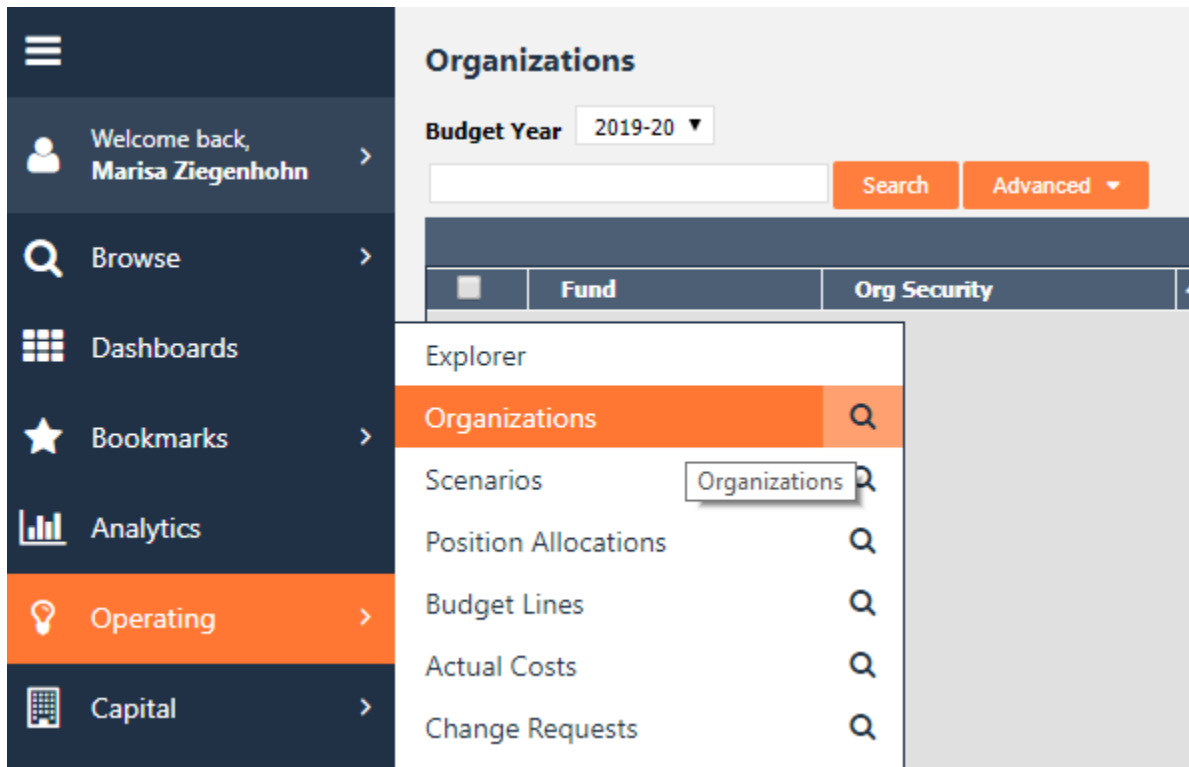 Organizations
Budget Year 2019-20
Search Advanced
Fund Org Security
Welcome back,
Marisa Ziegenhohn
Browse
Dashboards
Bookmarks
Analytics
Operating
Capital
Explorer
Organizations
Scenarios
Organizations
Position Allocations
Budget Lines
Actual Costs
Change Requests